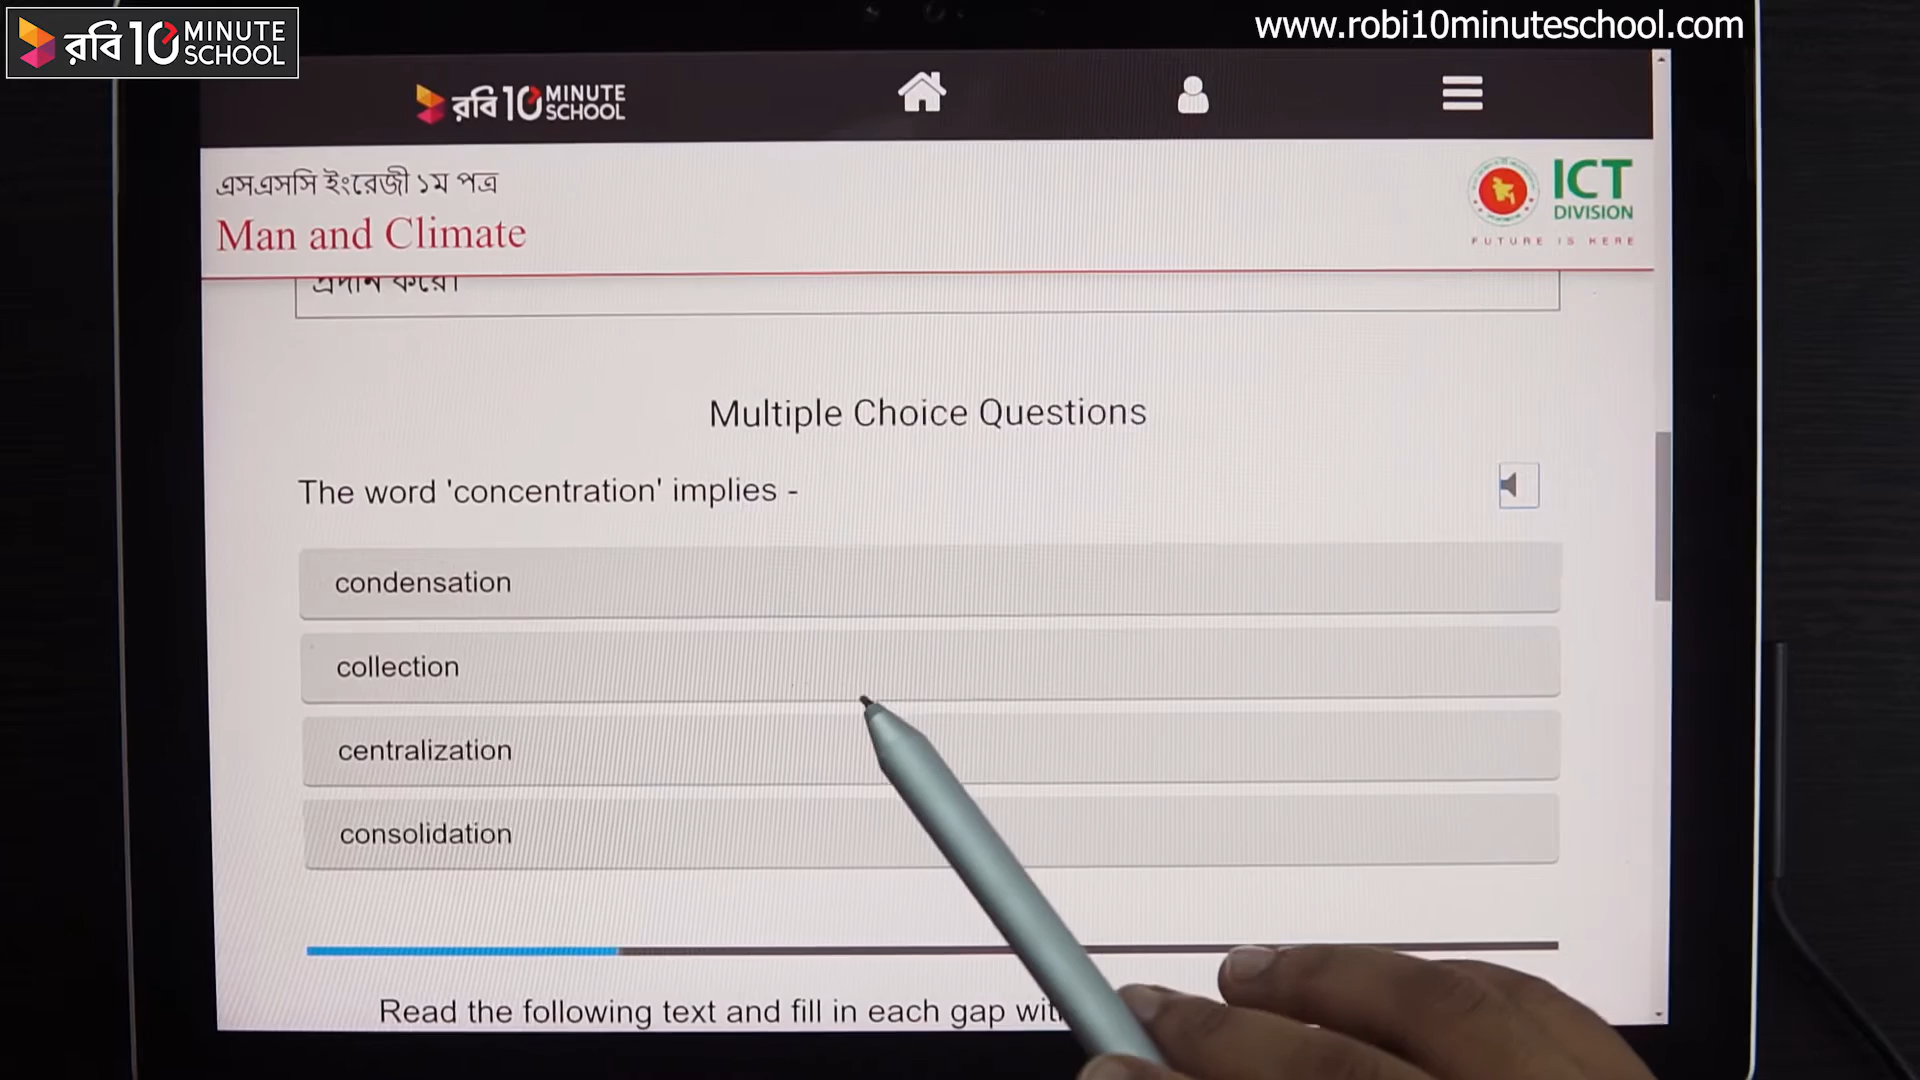 রবি 10 MINUTE SCHOOL
www.robi10minuteschool.com
রবি 10 MINUTE SCHOOL
এসএসসি ইংরেজী ১ম পত্র
Man and Climate
ICT
DIVISION
FUTURE IS HERE
প্রদান করে।
Multiple Choice Questions
The word 'concentration' implies -
condensation
collection
centralization
consolidation
Read the following text and fill in each gap